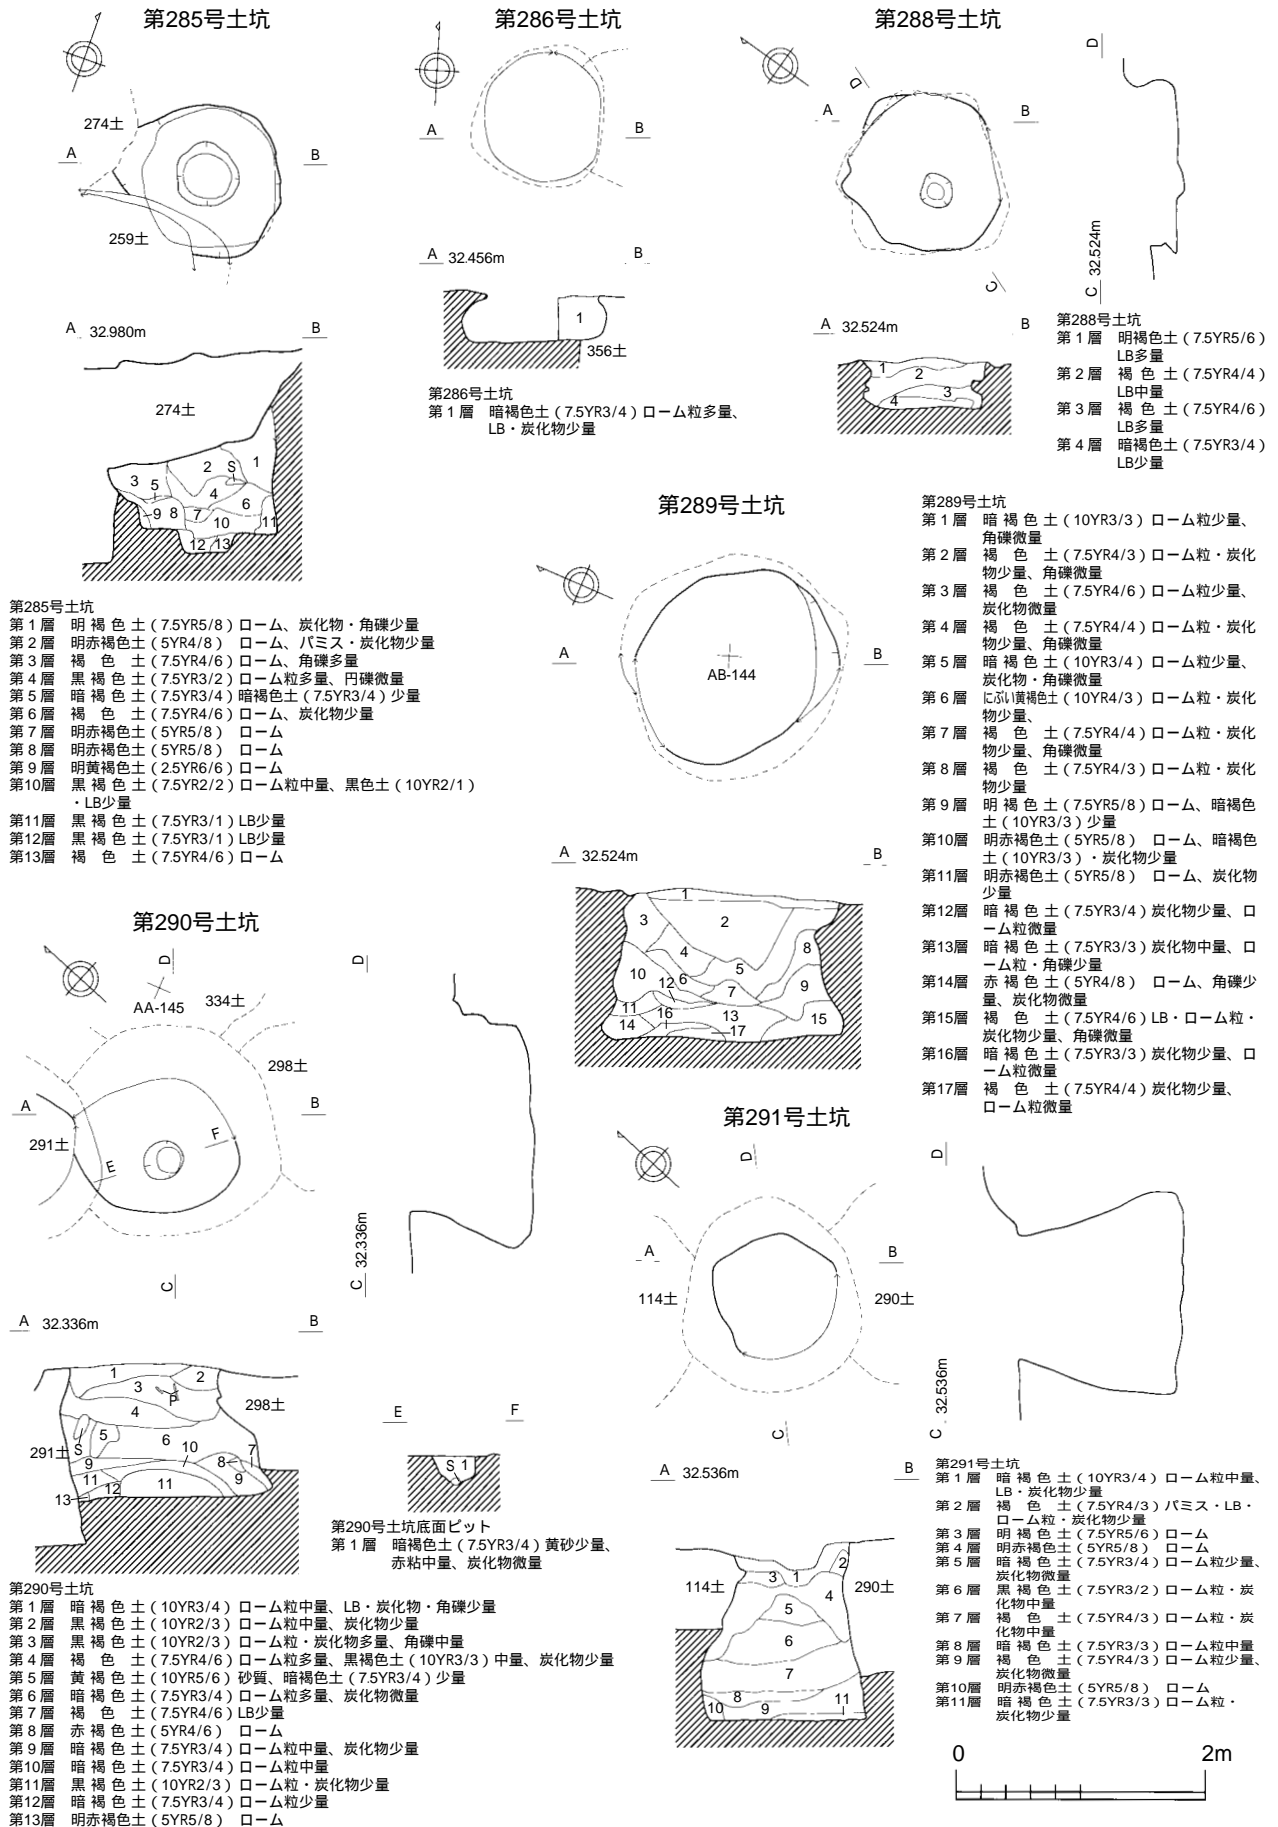 第285号土坑
274土
A
B
259土
A 32.980m
B
274土
1
2
S
3
5
4
6
9
8
7
10
11
12
13
第285号土坑
第１層 明褐色土（7.5YR5/8）ローム、炭化物・角礫少量
第２層 明赤褐色土（5YR4/8） ローム、パミス・炭化物少量
第３層 褐色土（7.5YR4/6）ローム、角礫多量
第４層 黒褐色土（7.5YR3/2）ローム粒多量、円礫微量
第５層 暗褐色土（7.5YR3/4）暗褐色土（7.5YR3/4）少量
第６層 褐色土（7.5YR4/6）ローム、炭化物少量
第７層 明赤褐色土（5YR5/8） ローム
第８層 明赤褐色土（5YR5/8） ローム
第９層 明黄褐色土（2.5YR6/6）ローム
第10層 黒褐色土（7.5YR2/2）ローム粒中量、黒色土（10YR2/1）
・LB少量
第11層 黒褐色土（7.5YR3/1）LB少量
第12層 黒褐色土（7.5YR3/1）LB少量
第13層 褐色土（7.5YR4/6）ローム
第286号土坑
A
B
A 32.456m
B
1
356土
第286号土坑
第１層 暗褐色土（7.5YR3/4）ローム粒多量、
LB・炭化物少量
第288号土坑
D
A
B
C
D
C 32.524m
A 32.524m
B
1
2
3
4
第288号土坑
第１層 明褐色土（7.5YR5/6）
LB多量
第２層 褐色土（7.5YR4/4）
LB中量
第３層 褐色土（7.5YR4/6）
LB多量
第４層 暗褐色土（7.5YR3/4）
LB少量
第289号土坑
A
B
AB-144
A 32.524m
B
1
2
3
4
5
6
7
8
9
10
12
11
13
14
16
15
17
第289号土坑
第１層 暗褐色土（10YR3/3）ローム粒少量、
角礫微量
第２層 褐色土（7.5YR4/3）ローム粒・炭化
物少量、角礫微量
第３層 褐色土（7.5YR4/6）ローム粒少量、
炭化物微量
第４層 褐色土（7.5YR4/4）ローム粒・炭化
物少量、角礫微量
第５層 暗褐色土（10YR3/4）ローム粒少量、
炭化物・角礫微量
第６層 にぶい黄褐色土（10YR4/3）ローム粒・炭化
物少量、
第７層 褐色土（7.5YR4/4）ローム粒・炭化
物少量、角礫微量
第８層 褐色土（7.5YR4/3）ローム粒・炭化
物少量
第９層 明褐色土（7.5YR5/8）ローム、暗褐色
土（10YR3/3）少量
第10層 明赤褐色土（5YR5/8） ローム、暗褐色
土（10YR3/3）・炭化物少量
第11層 明赤褐色土（5YR5/8） ローム、炭化物
少量
第12層 暗褐色土（7.5YR3/4）炭化物少量、ロ
ーム粒微量
第13層 暗褐色土（7.5YR3/3）炭化物中量、ロ
ーム粒・角礫少量
第14層 赤褐色土（5YR4/8） ローム、角礫少
量、炭化物微量
第15層 褐色土（7.5YR4/6）LB・ローム粒・
炭化物少量、角礫微量
第16層 暗褐色土（7.5YR3/3）炭化物少量、ロ
ーム粒微量
第17層 褐色土（7.5YR4/4）炭化物少量、
ローム粒微量
第290号土坑
D
AA-145
334土
298土
A
B
291土
E
F
C
D
C 32.336m
A 32.336m
B
1
2
3
P
4
298土
5
6
291土
S
10
7
8
9
9
11
11
12
13
E
F
S 1
第290号土坑底面ピット
第１層 暗褐色土（7.5YR3/4）黄砂少量、
赤粘中量、炭化物微量
第290号土坑
第１層 暗褐色土（10YR3/4）ローム粒中量、LB・炭化物・角礫少量
第２層 黒褐色土（10YR2/3）ローム粒中量、炭化物少量
第３層 黒褐色土（10YR2/3）ローム粒・炭化物多量、角礫中量
第４層 褐色土（7.5YR4/6）ローム粒多量、黒褐色土（10YR3/3）中量、炭化物少量
第５層 黄褐色土（10YR5/6）砂質、暗褐色土（7.5YR3/4）少量
第６層 暗褐色土（7.5YR3/4）ローム粒多量、炭化物微量
第７層 褐色土（7.5YR4/6）LB少量
第８層 赤褐色土（5YR4/6） ローム
第９層 暗褐色土（7.5YR3/4）ローム粒中量、炭化物少量
第10層 暗褐色土（7.5YR3/4）ローム粒中量
第11層 黒褐色土（10YR2/3）ローム粒・炭化物少量
第12層 暗褐色土（7.5YR3/4）ローム粒少量
第13層 明赤褐色土（5YR5/8） ローム
第291号土坑
D
A
B
114土
290土
C
D
C 32.536m
A 32.536m
B
114土
290土
3
1
2
4
5
6
7
8
9
10
11
第291号土坑
第１層 暗褐色土（10YR3/4）ローム粒中量、
LB・炭化物少量
第２層 褐色土（7.5YR4/3）パミス・LB・
ローム粒・炭化物少量
第３層 明褐色土（7.5YR5/6）ローム
第４層 明赤褐色土（5YR5/8） ローム
第５層 暗褐色土（7.5YR3/4）ローム粒少量、
炭化物微量
第６層 黒褐色土（7.5YR3/2）ローム粒・炭
化物中量
第７層 褐色土（7.5YR4/3）ローム粒・炭
化物中量
第８層 暗褐色土（7.5YR3/3）ローム粒中量
第９層 褐色土（7.5YR4/3）ローム粒少量、
炭化物微量
第10層 明赤褐色土（5YR5/8） ローム
第11層 暗褐色土（7.5YR3/3）ローム粒・
炭化物少量
0 2m